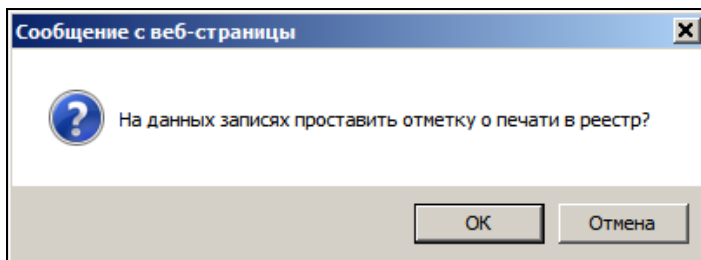 Сообщение с веб-страницы
На данных записях проставить отметку о печати в реестр?
OK
Отмена